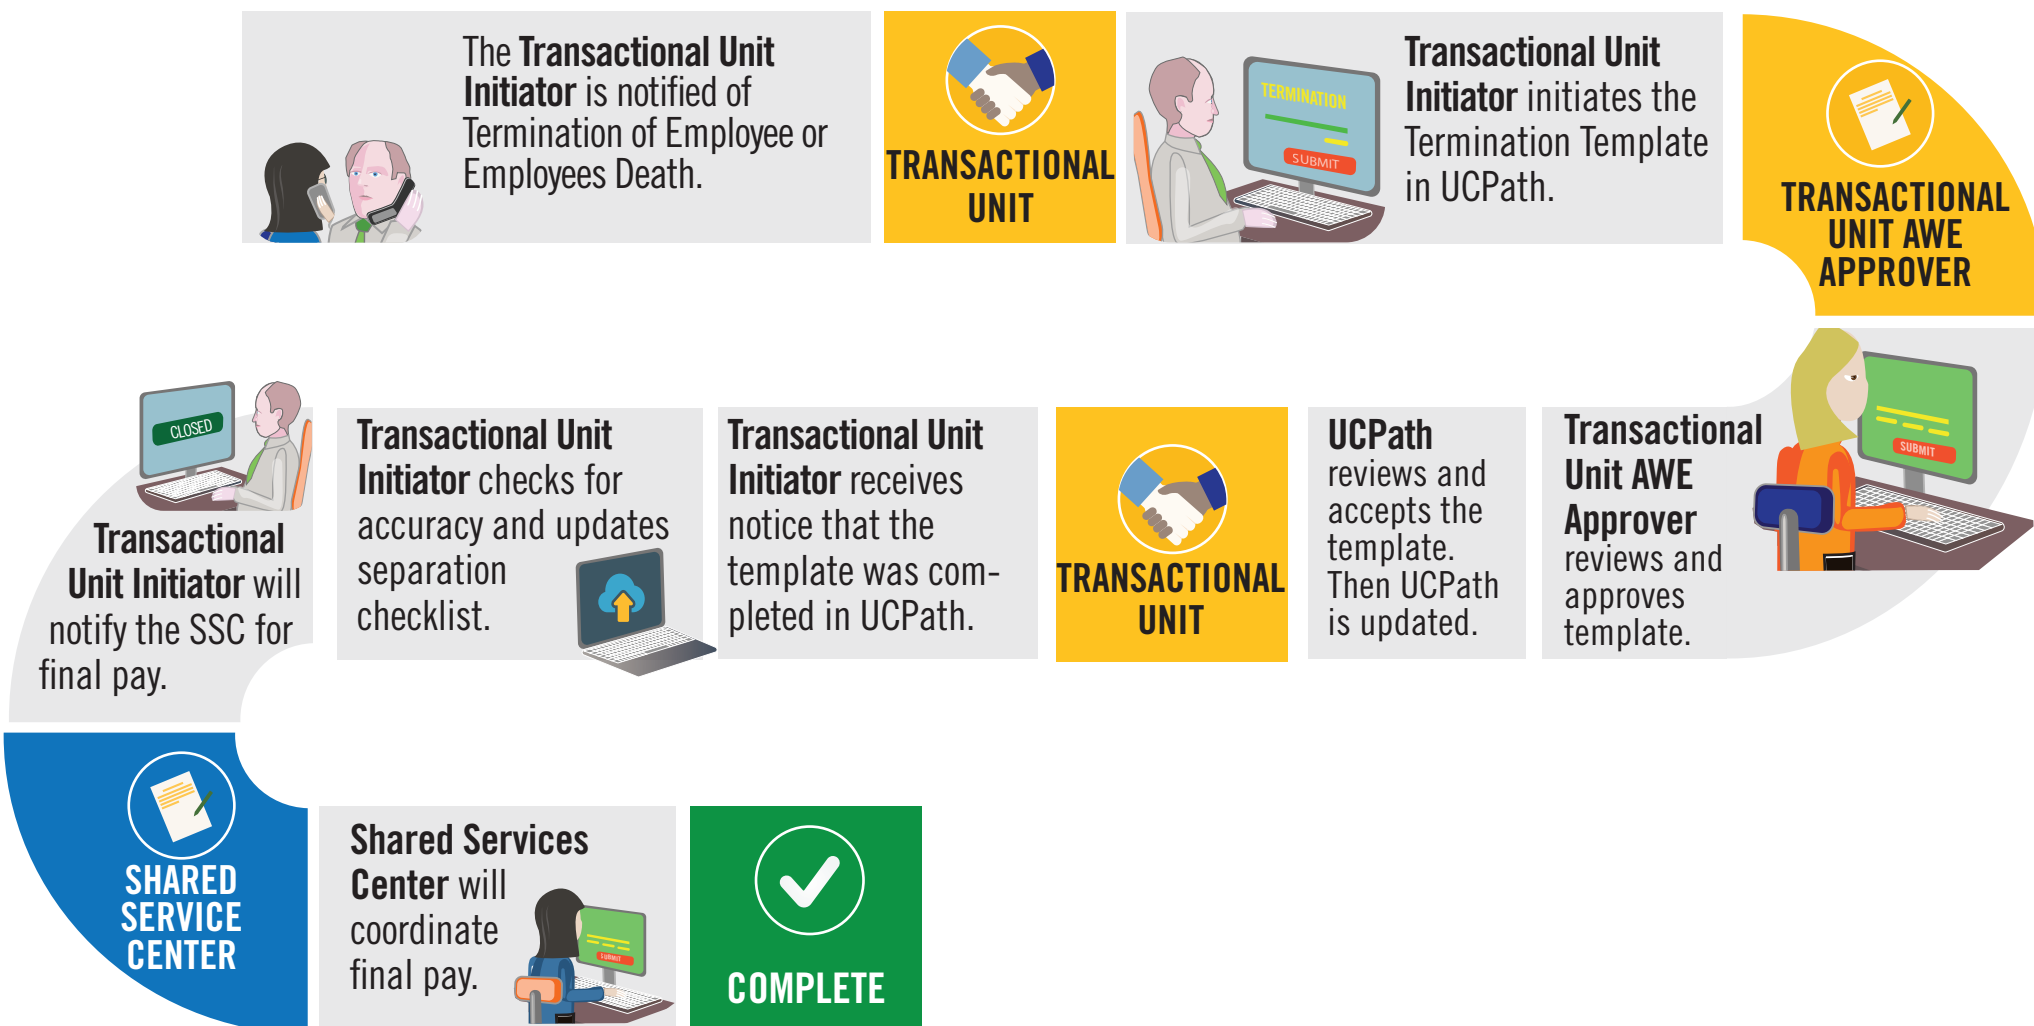 The Transactional Unit
Initiator is notified of
Termination of Employee or
Employees Death.
TRANSACTIONAL
UNIT
TERMINATION
SUBMIT
Transactional Unit
Initiator initiates the
Termination Template
in UCPath.
TRANSACTIONAL
UNIT AWE
APPROVER
SUBMIT
Transactional
Unit AWE
Approver
reviews and
approves
template.
UCPath
reviews and
accepts the
template.
Then UCPath
is updated.
TRANSACTIONAL
UNIT
Transactional Unit
Initiator receives
notice that the
template was com-
pleted in UCPath.
Transactional Unit
Initiator checks for
accuracy and updates
separation
checklist.
CLOSED
Transactional
Unit Initiator will
notify the SSC for
final pay.
SHARED
SERVICE
CENTER
Shared Services
Center will
coordinate
final pay.
SUBMIT
COMPLETE